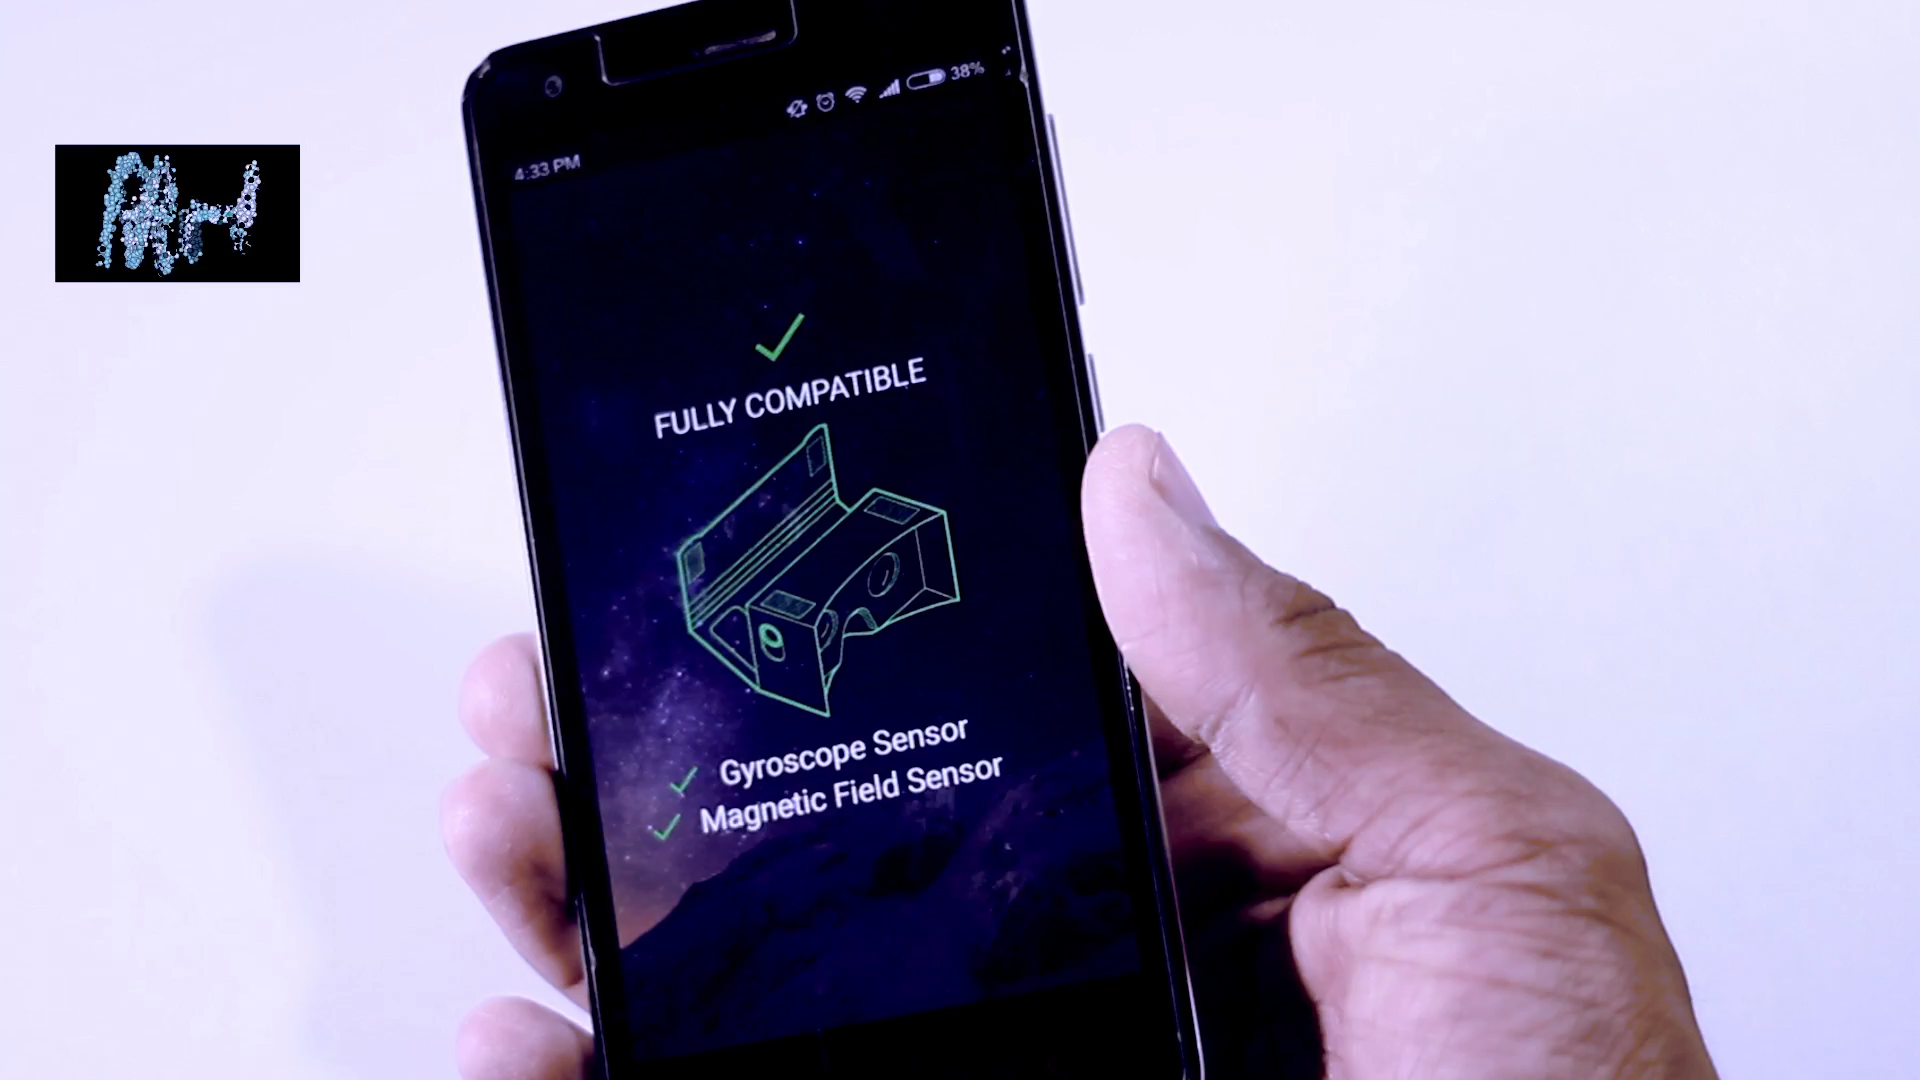 38%
4:33 PM
FULLY COMPATIBLE
Gyroscope Sensor
Magnetic Field Sensor